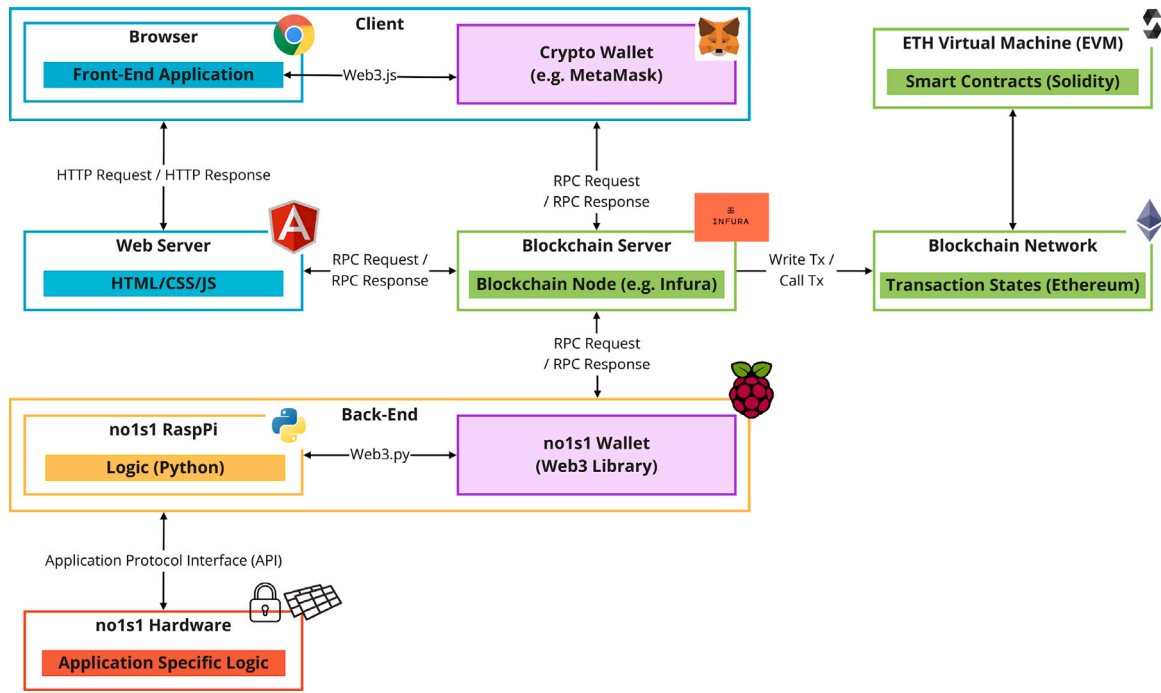 Client
Browser
Front-End Application
Web3.js
Crypto Wallet
(e.g. MetaMask)
ETH Virtual Machine (EVM)
Smart Contracts (Solidity)
HTTP Request / HTTP Response
RPC Request
/ RPC Response
INFURA
Web Server
HTML/CSS/JS
RPC Request /
RPC Response
Blockchain Server
Blockchain Node (e.g. Infura)
Write Tx /
Call Tx
Blockchain Network
Transaction States (Ethereum)
RPC Request
/ RPC Response
Back-End
no1s1 RaspPi
Logic (Python)
Web3.py
no1s1 Wallet
(Web3 Library)
Application Protocol Interface (API)
no1s1 Hardware
Application Specific Logic